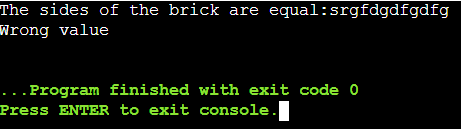 The sides of the brick are equal:srgfdgdfgdfg
Wrong value
...Program finished with exit code 0
Press ENTER to exit console.